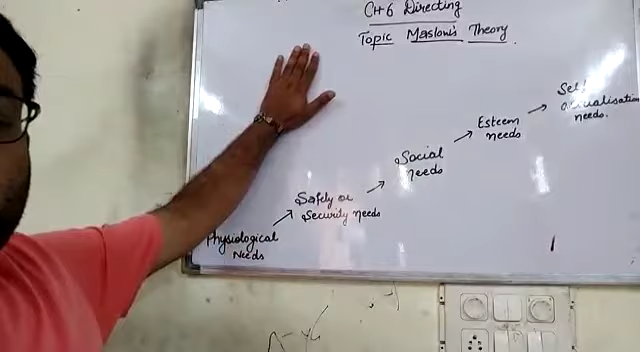 CH 6 Directing
Topic Maslow's Theory.
Physiological
Needs
Safety or
Security needs
Social
needs
Esteem
needs
Self
actualisation
needs.